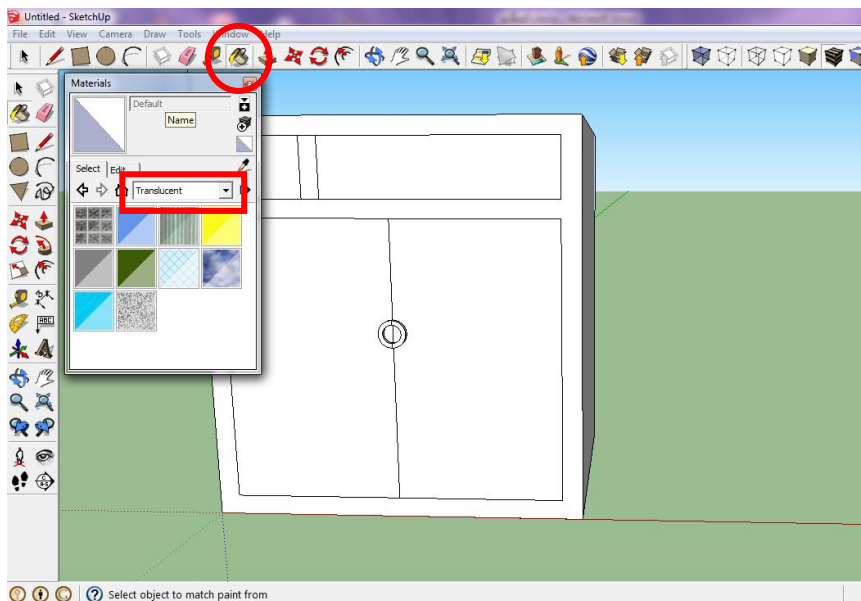 Untitled - SketchUp
File Edit View Camera Draw Tools Window Help
Materials
Default
Name
Select Edit
Translucent
ABC
Select object to match paint from